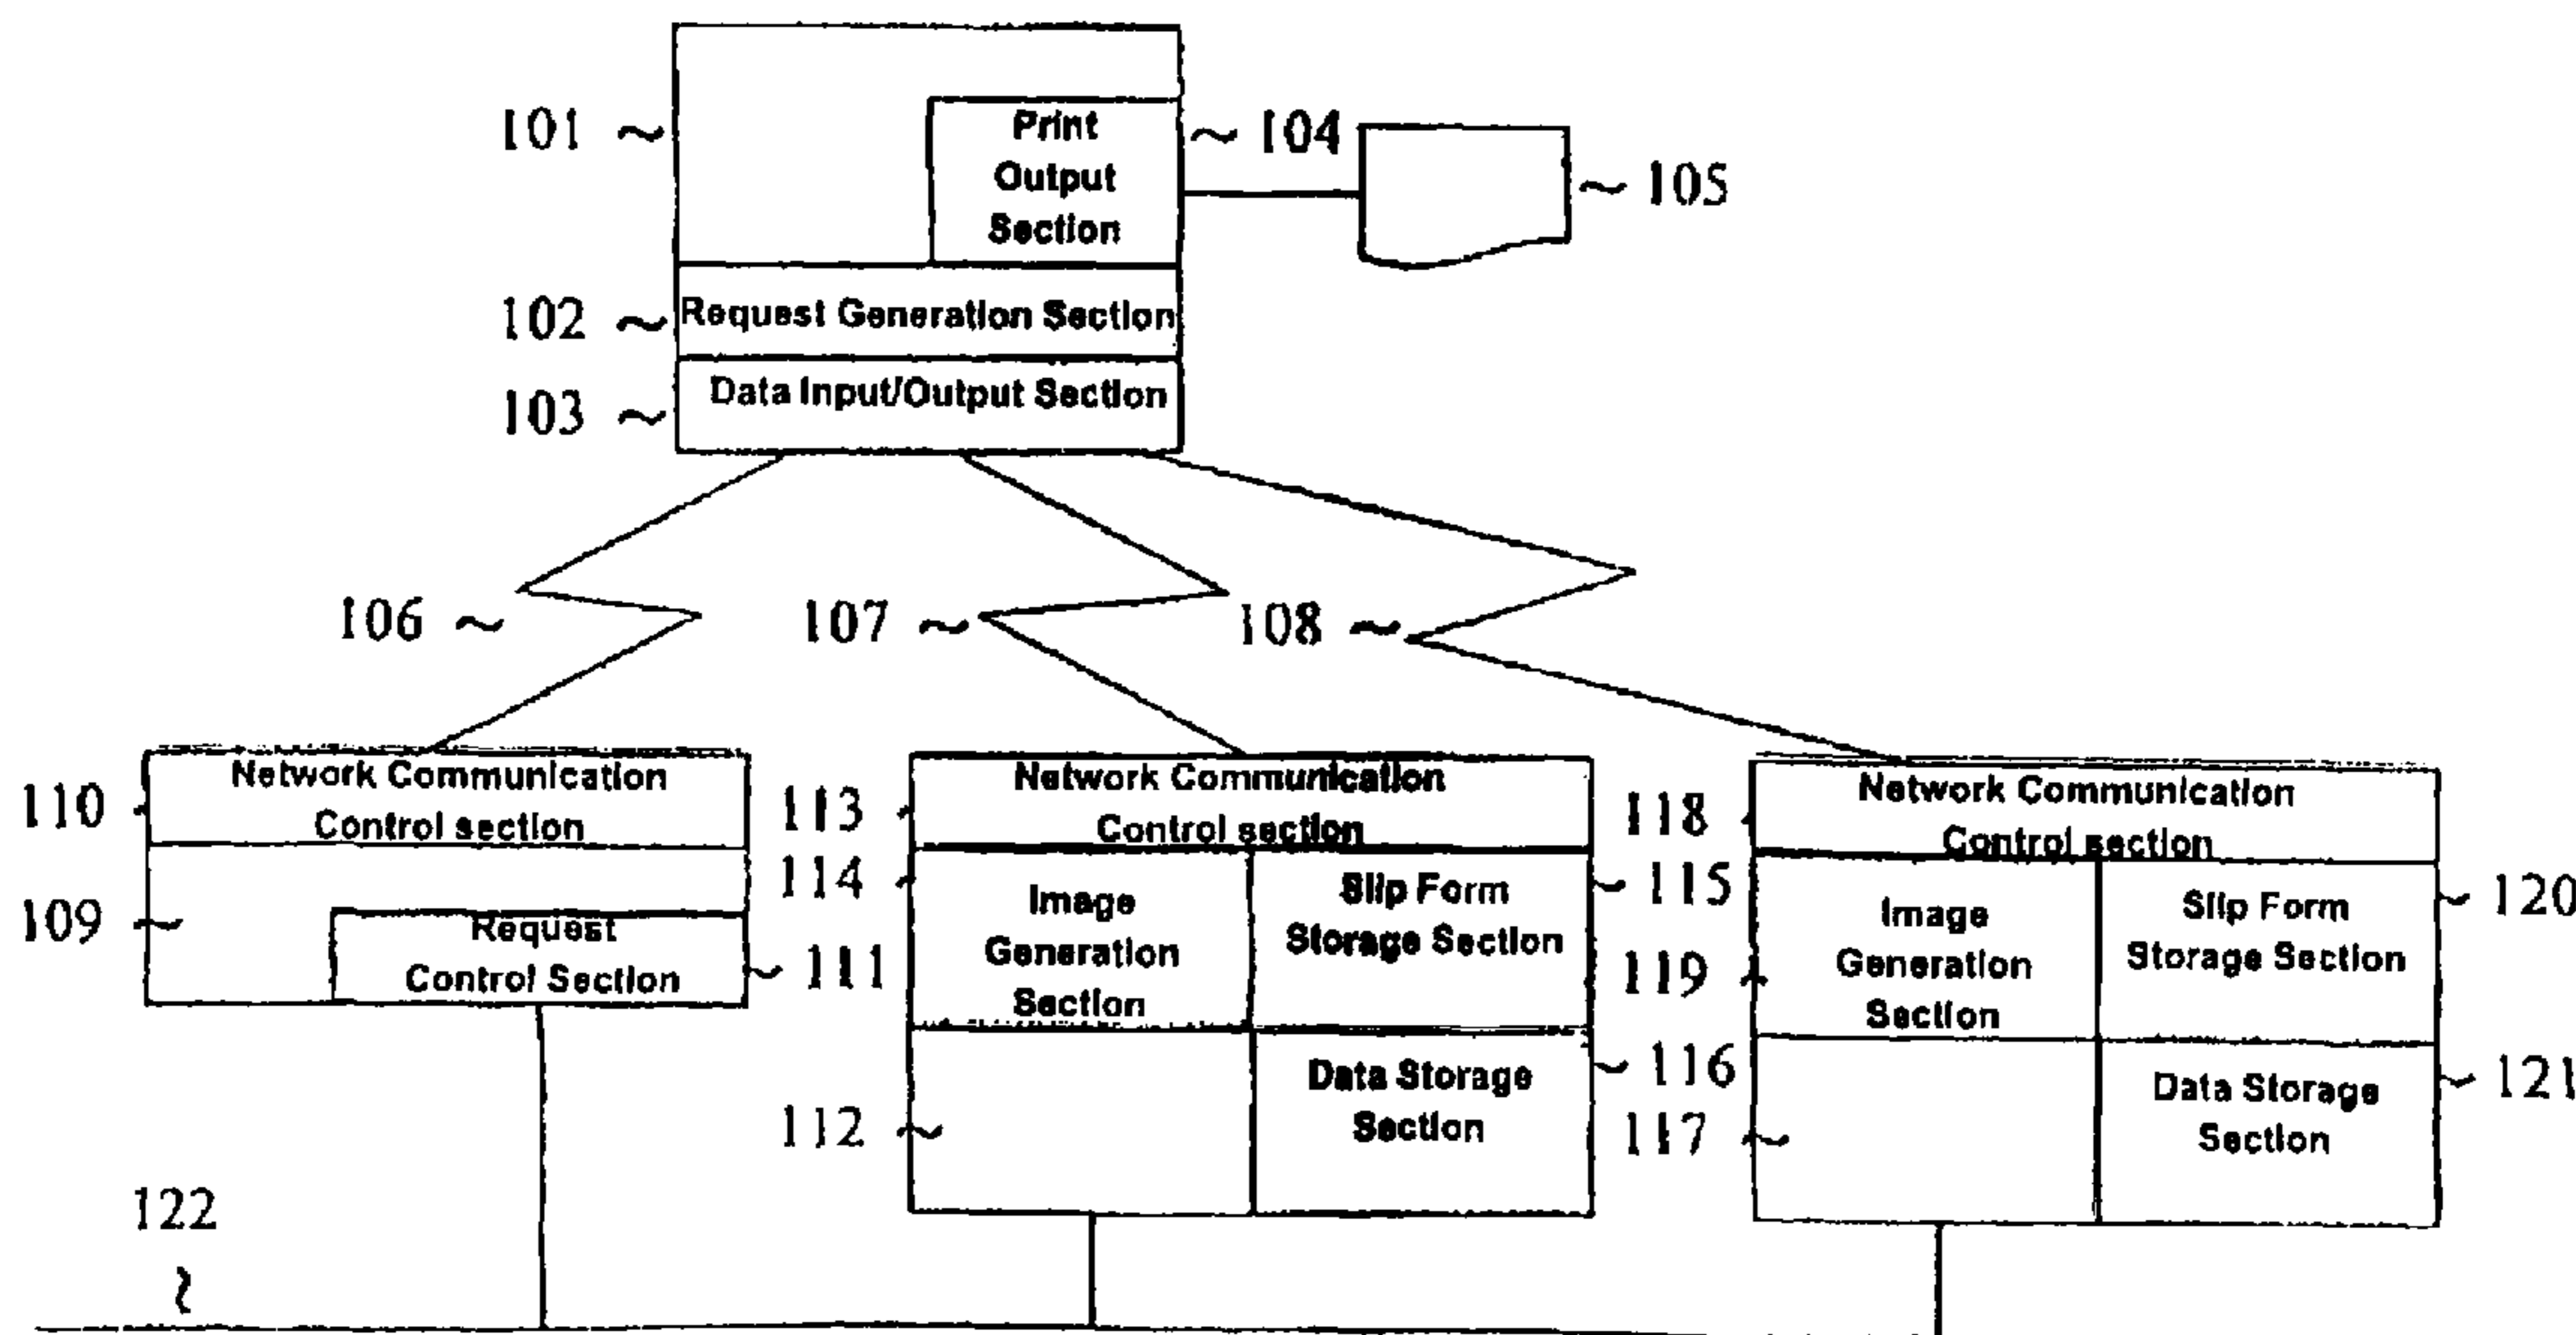 101
Print
Output
Section
104
105
102
Request Generation Section
103
Data Input/Output Section
106
107
108
110
Network Communication
Control section
109
Request
Control Section
111
113
Network Communication
Control section
114
Image
Generation
Section
Slip Form
Storage Section
115
112
Data Storage
Section
116
118
Network Communication
Control section
119
Image
Generation
Section
Slip Form
Storage Section
120
117
Data Storage
Section
121
122